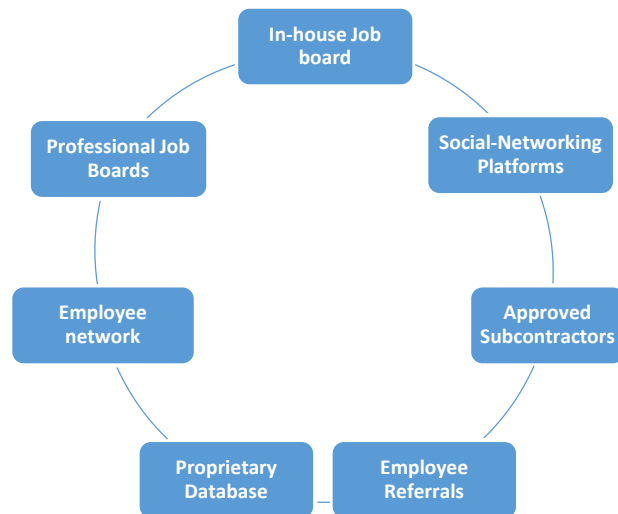 In-house Job
board
Social-Networking
Platforms
Approved
Subcontractors
Employee
Referrals
Proprietary
Database
Employee
network
Professional Job
Boards